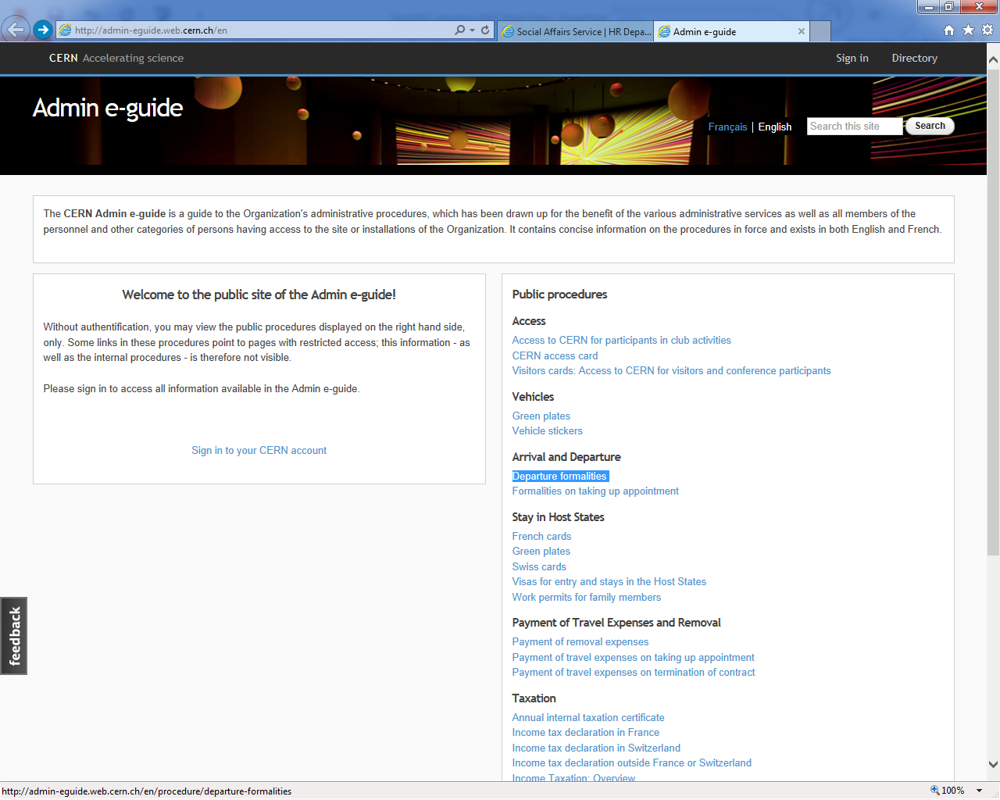 http://admin-eguide.web.cern.ch/en
Social Affairs Service | HR Depa...
Admin e-guide
CERN Accelerating science
Sign in
Directory
Admin e-guide
Français | English
Search this site
Search
The CERN Admin e-guide is a guide to the Organization's administrative procedures, which has been drawn up for the benefit of the various administrative services as well as all members of the
personnel and other categories of persons having access to the site or installations of the Organization. It contains concise information on the procedures in force and exists in both English and French.
Welcome to the public site of the Admin e-guide!
Without authentification, you may view the public procedures displayed on the right hand side,
only. Some links in these procedures point to pages with restricted access; this information - as
well as the internal procedures - is therefore not visible.
Please sign in to access all information available in the Admin e-guide.
Sign in to your CERN account
Public procedures
Access
Access to CERN for participants in club activities
CERN access card
Visitors cards: Access to CERN for visitors and conference participants
Vehicles
Green plates
Vehicle stickers
Arrival and Departure
Departure formalities
Formalities on taking up appointment
Stay in Host States
French cards
Green plates
Swiss cards
Visas for entry and stays in the Host States
Work permits for family members
Payment of Travel Expenses and Removal
Payment of removal expenses
Payment of travel expenses on taking up appointment
Payment of travel expenses on termination of contract
Taxation
Annual internal taxation certificate
Income tax declaration in France
Income tax declaration in Switzerland
Income tax declaration outside France or Switzerland
Income Taxation: Overview
feedback
http://admin-eguide.web.cern.ch/en/procedure/departure-formalities
100%